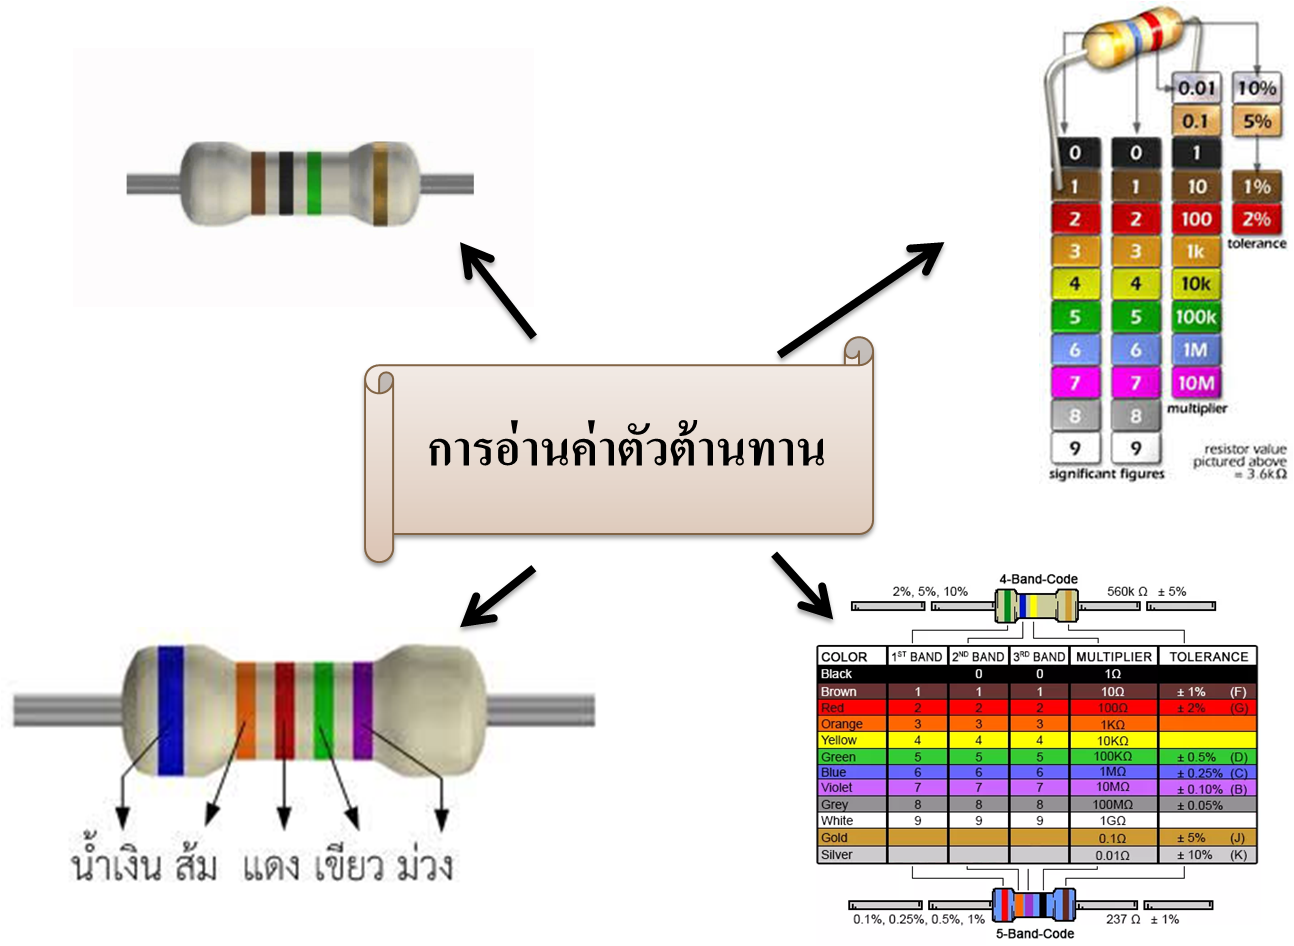 0.01 10%
0.1 5%
0 0 1
1 1 10 1%
2 2 100 2%
tolerance
3 3 1k
4 4 10k
5 5 100k
6 6 1M
7 7 10M
multiplier
8 8
9 9
significant figures
resistor value
pictured above
= 3.6kΩ
การอ่านค่าตัวต้านทาน
น้ำเงิน ส้ม แดง เขียว ม่วง
4-Band-Code
2%, 5%, 10% 560k Ω ± 5%
COLOR 1ST BAND 2ND BAND 3RD BAND MULTIPLIER TOLERANCE
Black 0 0 1Ω
Brown 1 1 1 10Ω ± 1% (F)
Red 2 2 2 100Ω ± 2% (G)
Orange 3 3 3 1KΩ
Yellow 4 4 4 10KΩ
Green 5 5 5 100KΩ ± 0.5% (D)
Blue 6 6 6 1MΩ ± 0.25% (C)
Violet 7 7 7 10MΩ ± 0.10% (B)
Grey 8 8 8 100MΩ ± 0.05%
White 9 9 9 1GΩ
Gold 0.1Ω ± 5% (J)
Silver 0.01Ω ± 10% (K)
0.1%, 0.25%, 0.5%, 1% 237 Ω ± 1%
5-Band-Code